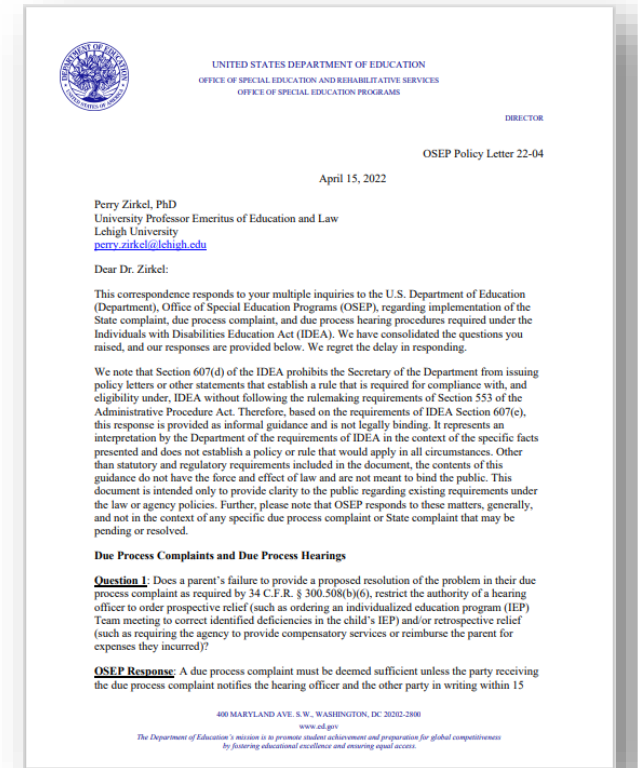 DEPARTMENT OF EDUCATION
UNITED STATES OF AMERICA
UNITED STATES DEPARTMENT OF EDUCATION
OFFICE OF SPECIAL EDUCATION AND REHABILITATIVE SERVICES
OFFICE OF SPECIAL EDUCATION PROGRAMS
DIRECTOR
OSEP Policy Letter 22-04
April 15, 2022
Perry Zirkel, PhD
University Professor Emeritus of Education and Law
Lehigh University
perry.zirkel@lehigh.edu
Dear Dr. Zirkel:
This correspondence responds to your multiple inquiries to the U.S. Department of Education
(Department), Office of Special Education Programs (OSEP), regarding implementation of the
State complaint, due process complaint, and due process hearing procedures required under the
Individuals with Disabilities Education Act (IDEA). We have consolidated the questions you
raised, and our responses are provided below. We regret the delay in responding.
We note that Section 607(d) of the IDEA prohibits the Secretary of the Department from issuing
policy letters or other statements that establish a rule that is required for compliance with, and
eligibility under, IDEA without following the rulemaking requirements of Section 553 of the
Administrative Procedure Act. Therefore, based on the requirements of IDEA Section 607(e),
this response is provided as informal guidance and is not legally binding. It represents an
interpretation by the Department of the requirements of IDEA in the context of the specific facts
presented and does not establish a policy or rule that would apply in all circumstances. Other
than statutory and regulatory requirements included in the document, the contents of this
guidance do not have the force and effect of law and are not meant to bind the public. This
document is intended only to provide clarity to the public regarding existing requirements under
the law or agency policies. Further, please note that OSEP responds to these matters, generally,
and not in the context of any specific due process complaint or State complaint that may be
pending or resolved.
Due Process Complaints and Due Process Hearings
Question 1: Does a parent's failure to provide a proposed resolution of the problem in their due
process complaint as required by 34 C.F.R. § 300.508(b)(6), restrict the authority of a hearing
officer to order prospective relief (such as ordering an individualized education program (IEP)
Team meeting to correct identified deficiencies in the child's IEP) and/or retrospective relief
(such as requiring the agency to provide compensatory services or reimburse the parent for
expenses they incurred)?
OSEP Response: A due process complaint must be deemed sufficient unless the party receiving
the due process complaint notifies the hearing officer and the other party in writing within 15
400 MARYLAND AVE. S.W., WASHINGTON, DC 20202-2800
www.ed.gov
The Department of Education's mission is to promote student achievement and preparation for global competitiveness
by fostering educational excellence and ensuring equal access.